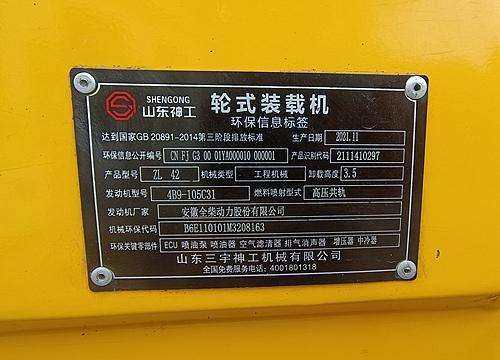 SHENGONG
山东神工
轮式装载机
环保信息标签
达到国家GB 20891-2014第三阶段排放标准 生产日期 2021.11
环保信息公开编号 CN FJ G3 00 01YA000010 000001 产品识别代码 2111410297
产品型号 ZL 42 机械类型 工程机械 卸载高度 3.5
发动机型号 4B9-105C31 燃料喷射型式 高压共轨
发动机厂家 安徽全柴动力股份有限公司
机械环保代码 B6E110101M3208163
环保关键零部件 ECU 喷油泵 喷油器 空气滤清器 排气消声器 增压器 中冷器
山东三宇神工机械有限公司
全国免费服务电话: 4001801318